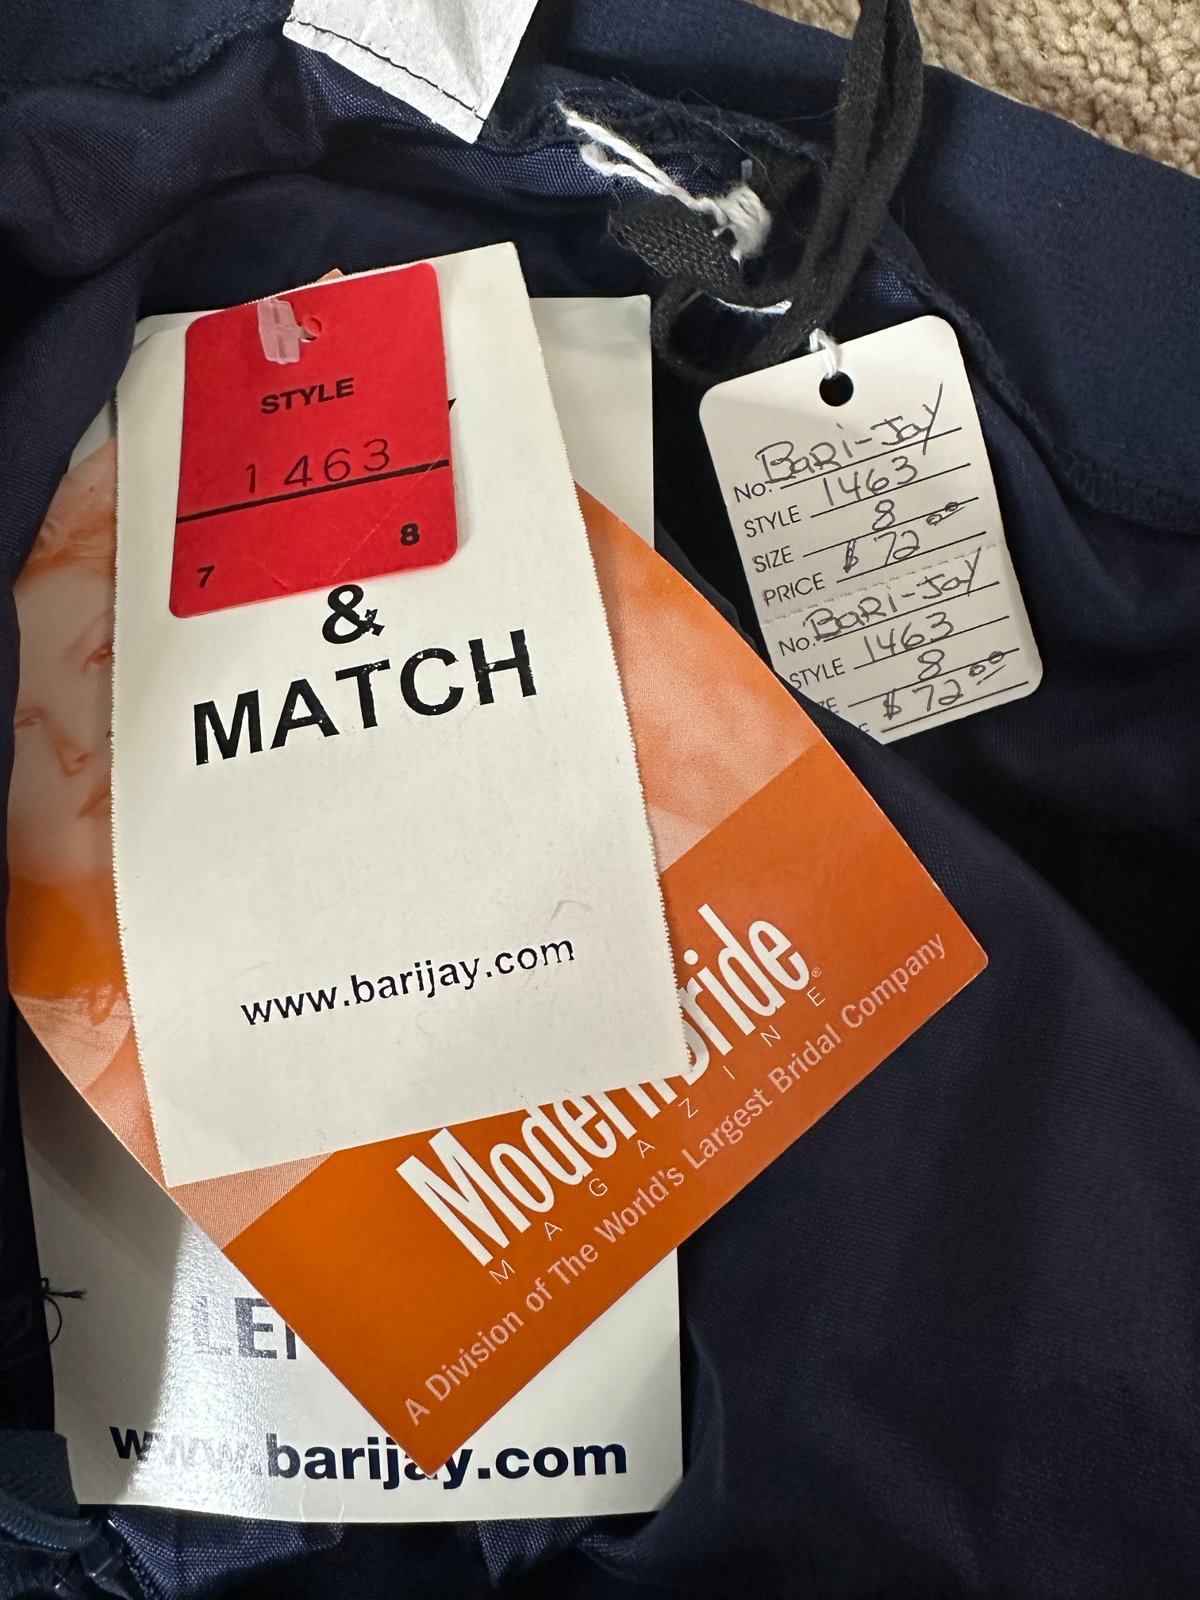 STYLE
1463
7 8
&
MATCH
www.barijay.com
No. BARI-JAY
STYLE 1463
SIZE 8
PRICE $72.00
No. BARI-JAY
STYLE 1463
8
$72.00
Modern Bride®
MAGAZINE
A Division of The World's Largest Bridal Company
www.barijay.com